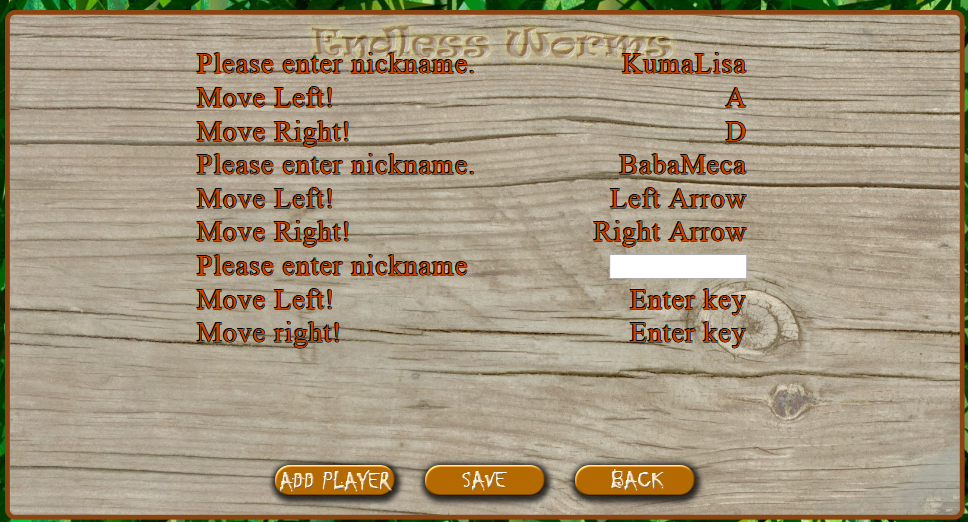 Endless Worms
Please enter nickname. KumaLisa
Move Left! A
Move Right! D
Please enter nickname. BabaMeca
Move Left! Left Arrow
Move Right! Right Arrow
Please enter nickname
Move Left! Enter key
Move right! Enter key
ADD PLAYER SAVE BACK